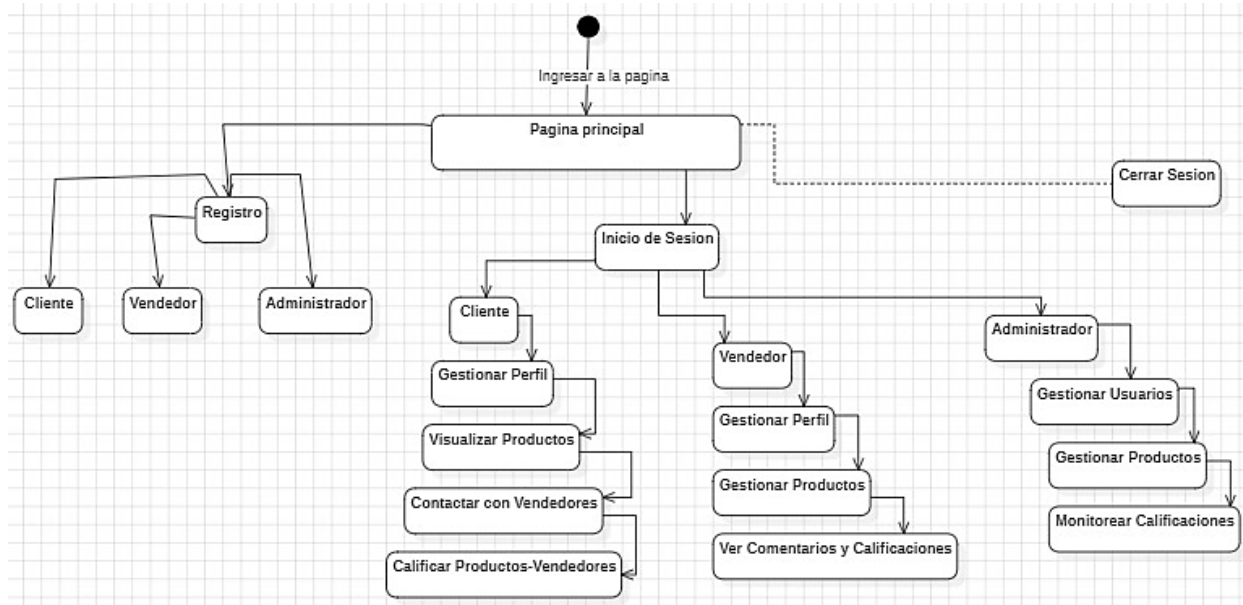 Ingresar a la pagina
Pagina principal
Cerrar Sesion
Registro
Inicio de Sesion
Cliente
Vendedor
Administrador
Cliente
Gestionar Perfil
Visualizar Productos
Contactar con Vendedores
Calificar Productos-Vendedores
Vendedor
Gestionar Perfil
Gestionar Productos
Ver Comentarios y Calificaciones
Administrador
Gestionar Usuarios
Gestionar Productos
Monitorear Calificaciones